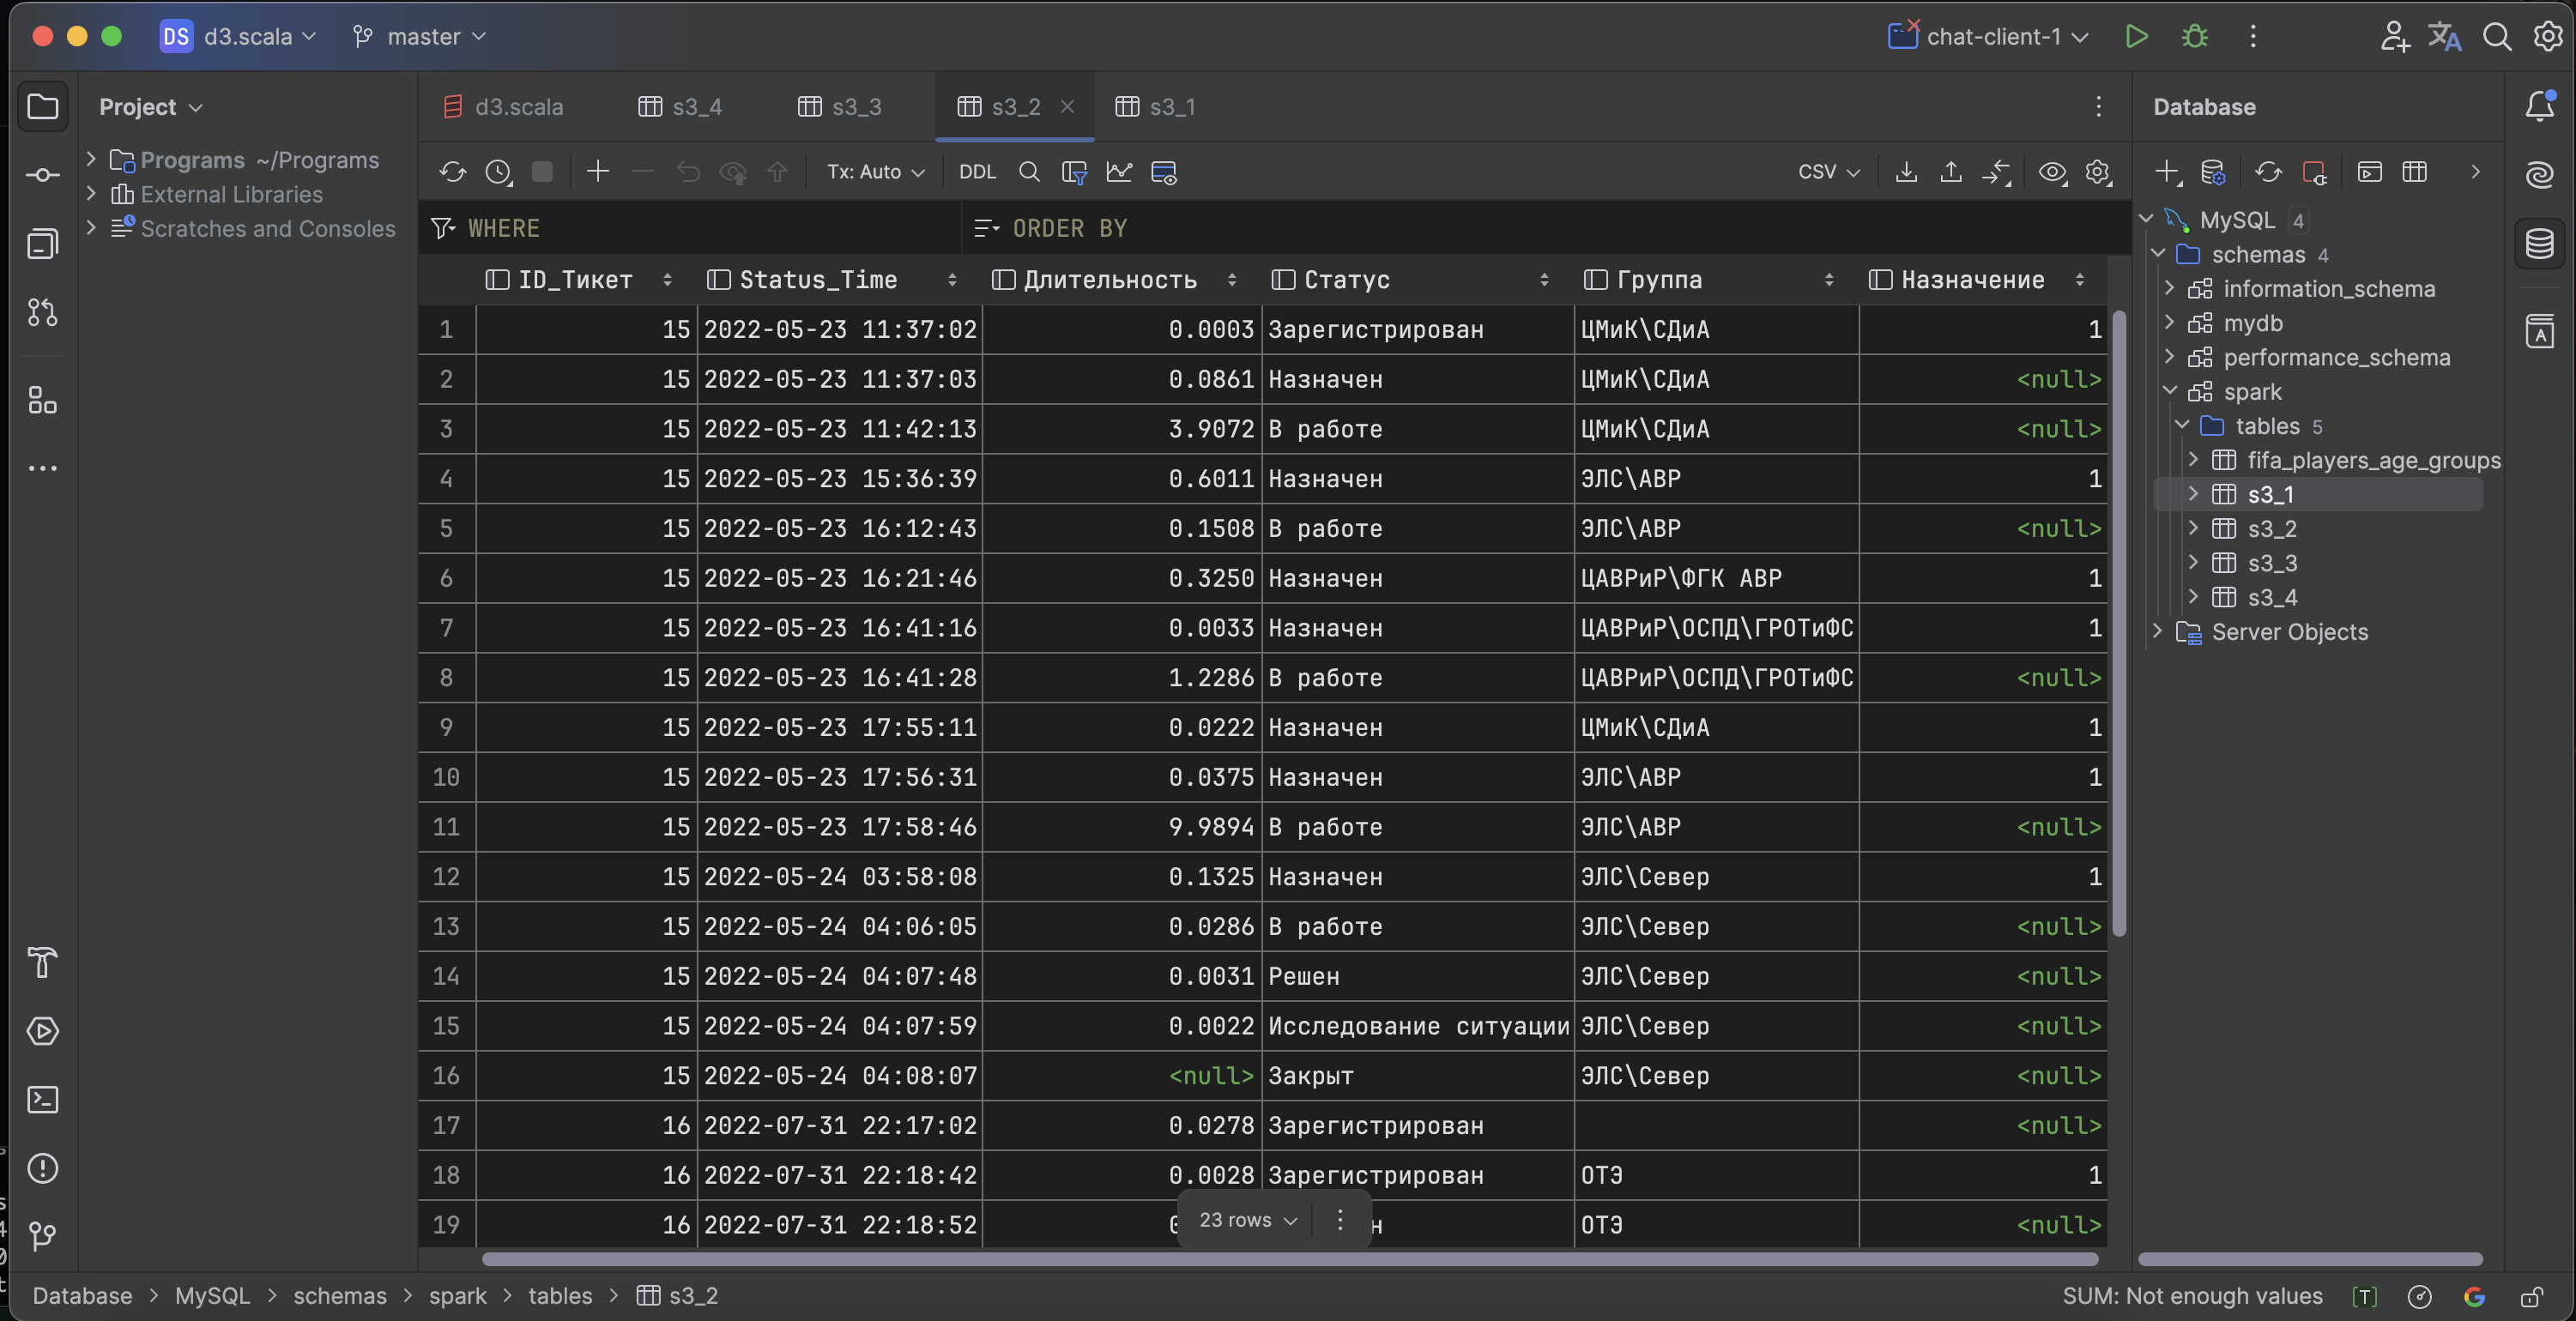 DS d3.scala master chat-client-1
Project
Programs ~/Programs
External Libraries
Scratches and Consoles
d3.scala s3_4 s3_3 s3_2 s3_1
Tx: Auto DDL CSV
WHERE ORDER BY
ID_Тикет Status_Time Длительность Статус Группа Назначение
1 15 2022-05-23 11:37:02 0.0003 Зарегистрирован ЦМиК\СДиА 1
2 15 2022-05-23 11:37:03 0.0861 Назначен ЦМиК\СДиА <null>
3 15 2022-05-23 11:42:13 3.9072 В работе ЦМиК\СДиА <null>
4 15 2022-05-23 15:36:39 0.6011 Назначен ЭЛС\АВР 1
5 15 2022-05-23 16:12:43 0.1508 В работе ЭЛС\АВР <null>
6 15 2022-05-23 16:21:46 0.3250 Назначен ЦАВРиР\ФГК АВР 1
7 15 2022-05-23 16:41:16 0.0033 Назначен ЦАВРиР\ОСПД\ГРОТиФС 1
8 15 2022-05-23 16:41:28 1.2286 В работе ЦАВРиР\ОСПД\ГРОТиФС <null>
9 15 2022-05-23 17:55:11 0.0222 Назначен ЦМиК\СДиА 1
10 15 2022-05-23 17:56:31 0.0375 Назначен ЭЛС\АВР 1
11 15 2022-05-23 17:58:46 9.9894 В работе ЭЛС\АВР <null>
12 15 2022-05-24 03:58:08 0.1325 Назначен ЭЛС\Север 1
13 15 2022-05-24 04:06:05 0.0286 В работе ЭЛС\Север <null>
14 15 2022-05-24 04:07:48 0.0031 Решен ЭЛС\Север <null>
15 15 2022-05-24 04:07:59 0.0022 Исследование ситуации ЭЛС\Север <null>
16 15 2022-05-24 04:08:07 <null> Закрыт ЭЛС\Север <null>
17 16 2022-07-31 22:17:02 0.0278 Зарегистрирован <null>
18 16 2022-07-31 22:18:42 0.0028 Зарегистрирован ОТЭ 1
19 16 2022-07-31 22:18:52 ОТЭ <null>
23 rows
Database
MySQL 4
schemas 4
information_schema
mydb
performance_schema
spark
tables 5
fifa_players_age_groups
s3_1
s3_2
s3_3
s3_4
Server Objects
Database > MySQL > schemas > spark > tables > s3_2
SUM: Not enough values